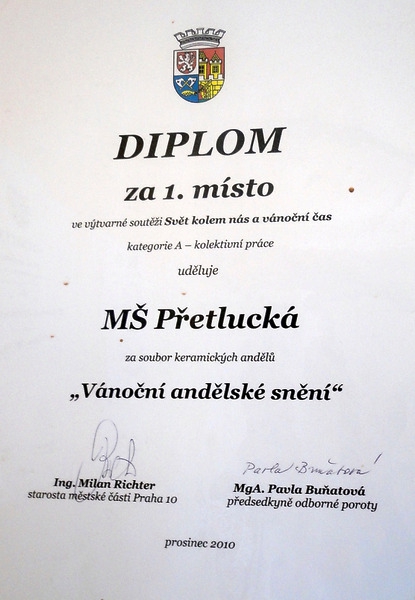 DIPLOM
za 1. místo
ve výtvarné soutěži Svět kolem nás a vánoční čas
kategorie A – kolektivní práce
uděluje
MŠ Přetlucká
za soubor keramických andělů
„Vánoční andělské snění“
Pavla Buňatová
Ing. Milan Richter
starosta městské části Praha 10
MgA. Pavla Buňatová
předsedkyně odborné poroty
prosinec 2010